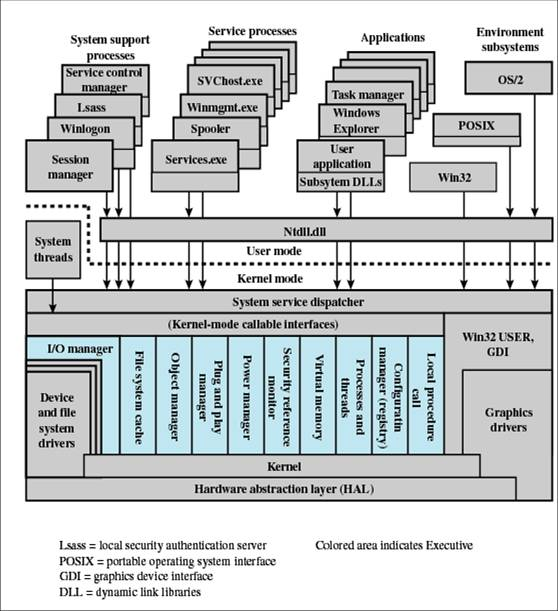 System support
processes
Service processes
Applications
Environment
subsystems
Service control
manager
Lsass
Winlogon
Session
manager
SVChost.exe
Winmgmt.exe
Spooler
Services.exe
Task manager
Windows
Explorer
User
application
Subsytem DLLs
OS/2
POSIX
Win32
System
threads
Ntdll.dll
User mode
Kernel mode
System service dispatcher
(Kernel-mode callable interfaces)
Win32 USER,
GDI
I/O manager
Device
and file
system
drivers
File system cache
Object manager
Plug and play
manager
Power manager
Security reference
monitor
Virtual memory
Processes and
threads
Configuratin
manager (registry)
Local procedure
call
Graphics
drivers
Kernel
Hardware abstraction layer (HAL)
Lsass = local security authentication server
Colored area indicates Executive
POSIX = portable operating system interface
GDI = graphics device interface
DLL = dynamic link libraries